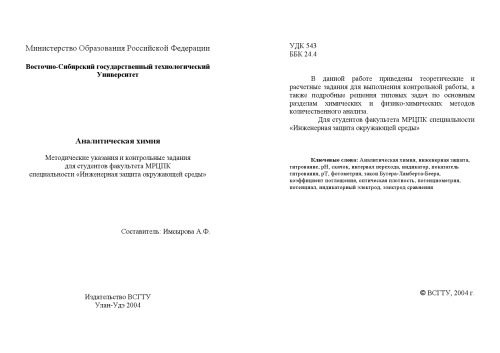 Министерство Образования Российской Федерации
Восточно-Сибирский государственный технологический
Университет
Аналитическая химия
Методические указания и контрольные задания
для студентов факультета МРЦПК
специальности «Инженерная защита окружающей среды»
Составитель: Имсырова А.Ф.
Издательство ВСГТУ
Улан-Удэ 2004
УДК 543
ББК 24.4
В данной работе приведены теоретические и
расчетные задания для выполнения контрольной работы, а
также подробные решения типовых задач по основным
разделам химических и физико-химических методов
количественного анализа.
Для студентов факультета МРЦПК специальности
«Инженерная защита окружающей среды»
Ключевые слова: Аналитическая химия, инженерная защита,
титрование, pH, скачок, интервал перехода, индикатор, показатель
титрования, pT, фотометрия, закон Бугера-Ламберта-Беера,
коэффициент поглощения, оптическая плотность, потенциометрия,
потенциал, индикаторный электрод, электрод сравнения
© ВСГТУ, 2004 г.